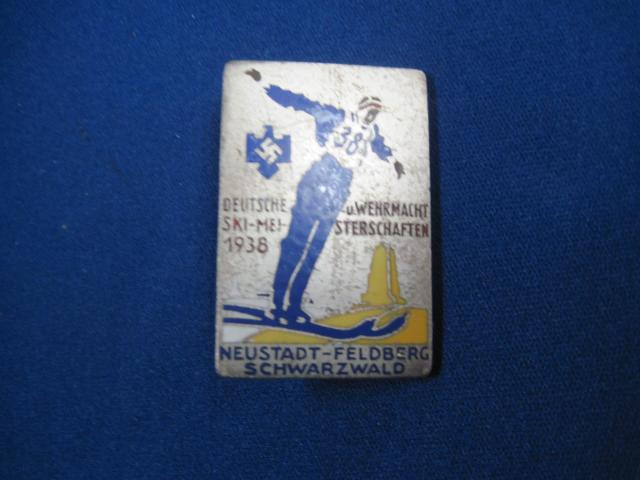 38
DEUTSCHE u. WEHRMACHT
SKI-MEI-STERSCHAFTEN
1938
NEUSTADT-FELDBERG
SCHWARZWALD